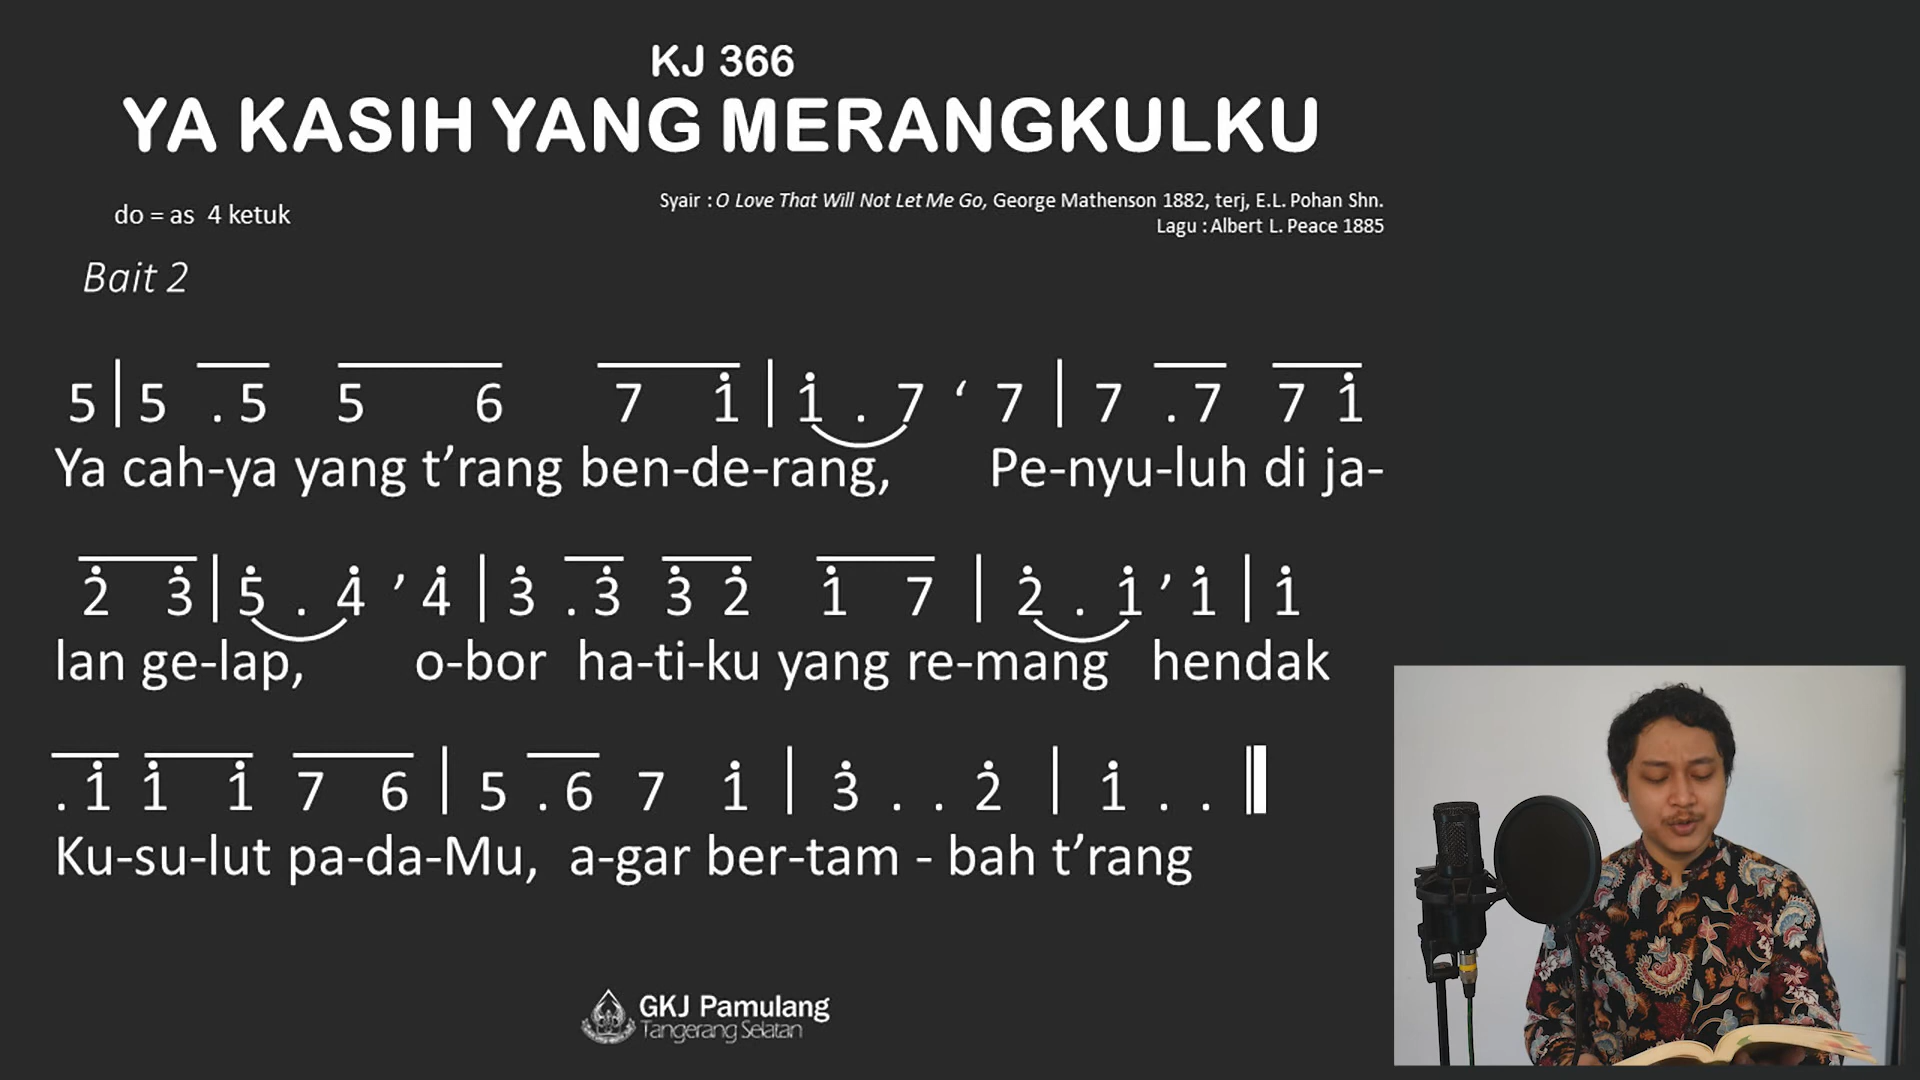 KJ 366
YA KASIH YANG MERANGKULKU
do = as 4 ketuk
Syair : O Love That Will Not Let Me Go, George Mathenson 1882, terj, E.L. Pohan Shn.
Lagu : Albert L. Peace 1885
Bait 2
5 | 5 . 5 5 6 7 1̇ | 1̇ . 7 ‘ 7 | 7 . 7 7 1̇
Ya cah-ya yang t’rang ben-de-rang, Pe-nyu-luh di ja-
2̇ 3̇ | 5̇ . 4̇ ’ 4̇ | 3̇ . 3̇ 3̇ 2̇ 1̇ 7 | 2̇ . 1̇ ’ 1̇ | 1̇
lan ge-lap, o-bor ha-ti-ku yang re-mang hendak
. 1̇ 1̇ 1̇ 7 6 | 5 . 6 7 1̇ | 3̇ . . 2̇ | 1̇ . . ‖
Ku-su-lut pa-da-Mu, a-gar ber-tam - bah t’rang
GKJ Pamulang
Tangerang Selatan